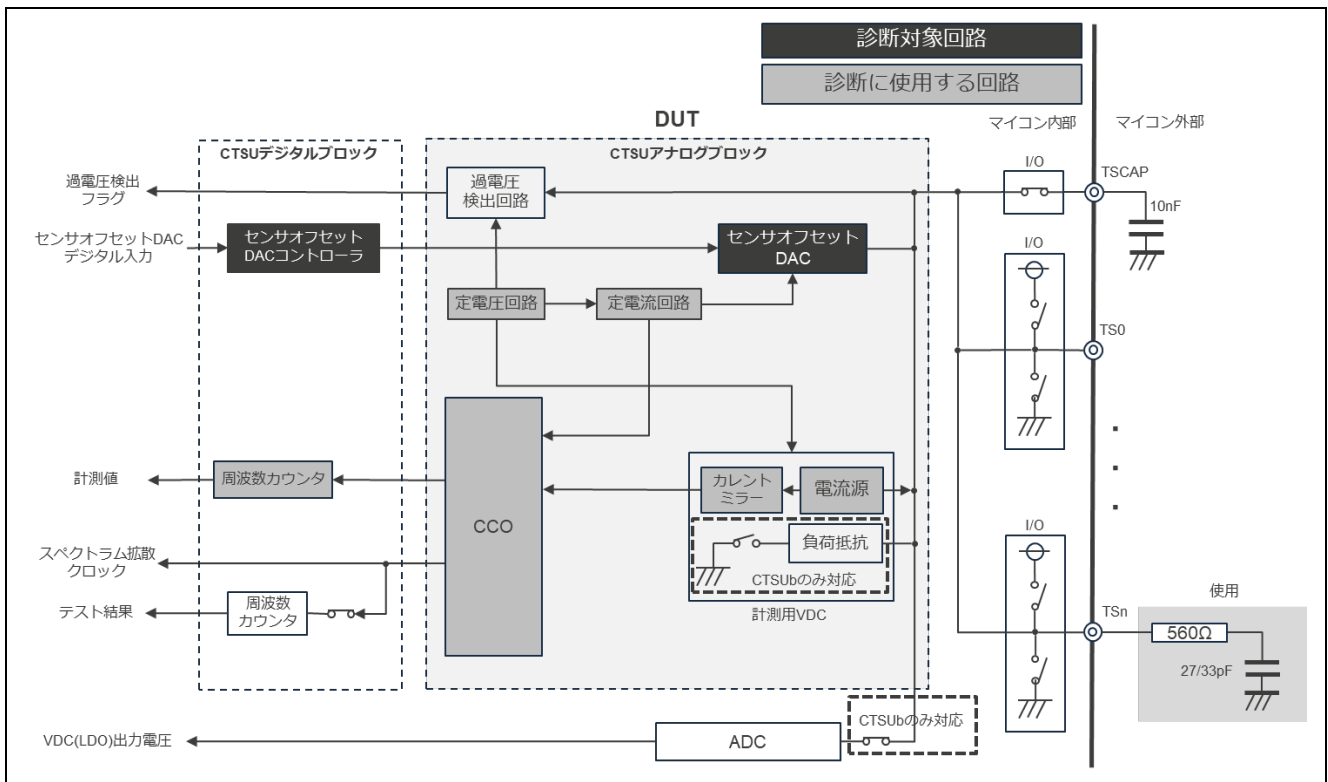 診断対象回路
診断に使用する回路
DUT
マイコン内部
マイコン外部
CTSUデジタルブロック
CTSUアナログブロック
過電圧検出
フラグ
過電圧
検出回路
I/O
TSCAP
10nF
センサオフセットDAC
デジタル入力
センサオフセット
DACコントローラ
センサオフセット
DAC
I/O
定電圧回路
定電流回路
TS0
計測値
周波数カウンタ
CCO
カレント
ミラー
電流源
負荷抵抗
CTSUbのみ対応
計測用VDC
I/O
スペクトラム拡散
クロック
テスト結果
周波数
カウンタ
使用
TSn
560Ω
27/33pF
CTSUbのみ対応
VDC(LDO)出力電圧
ADC